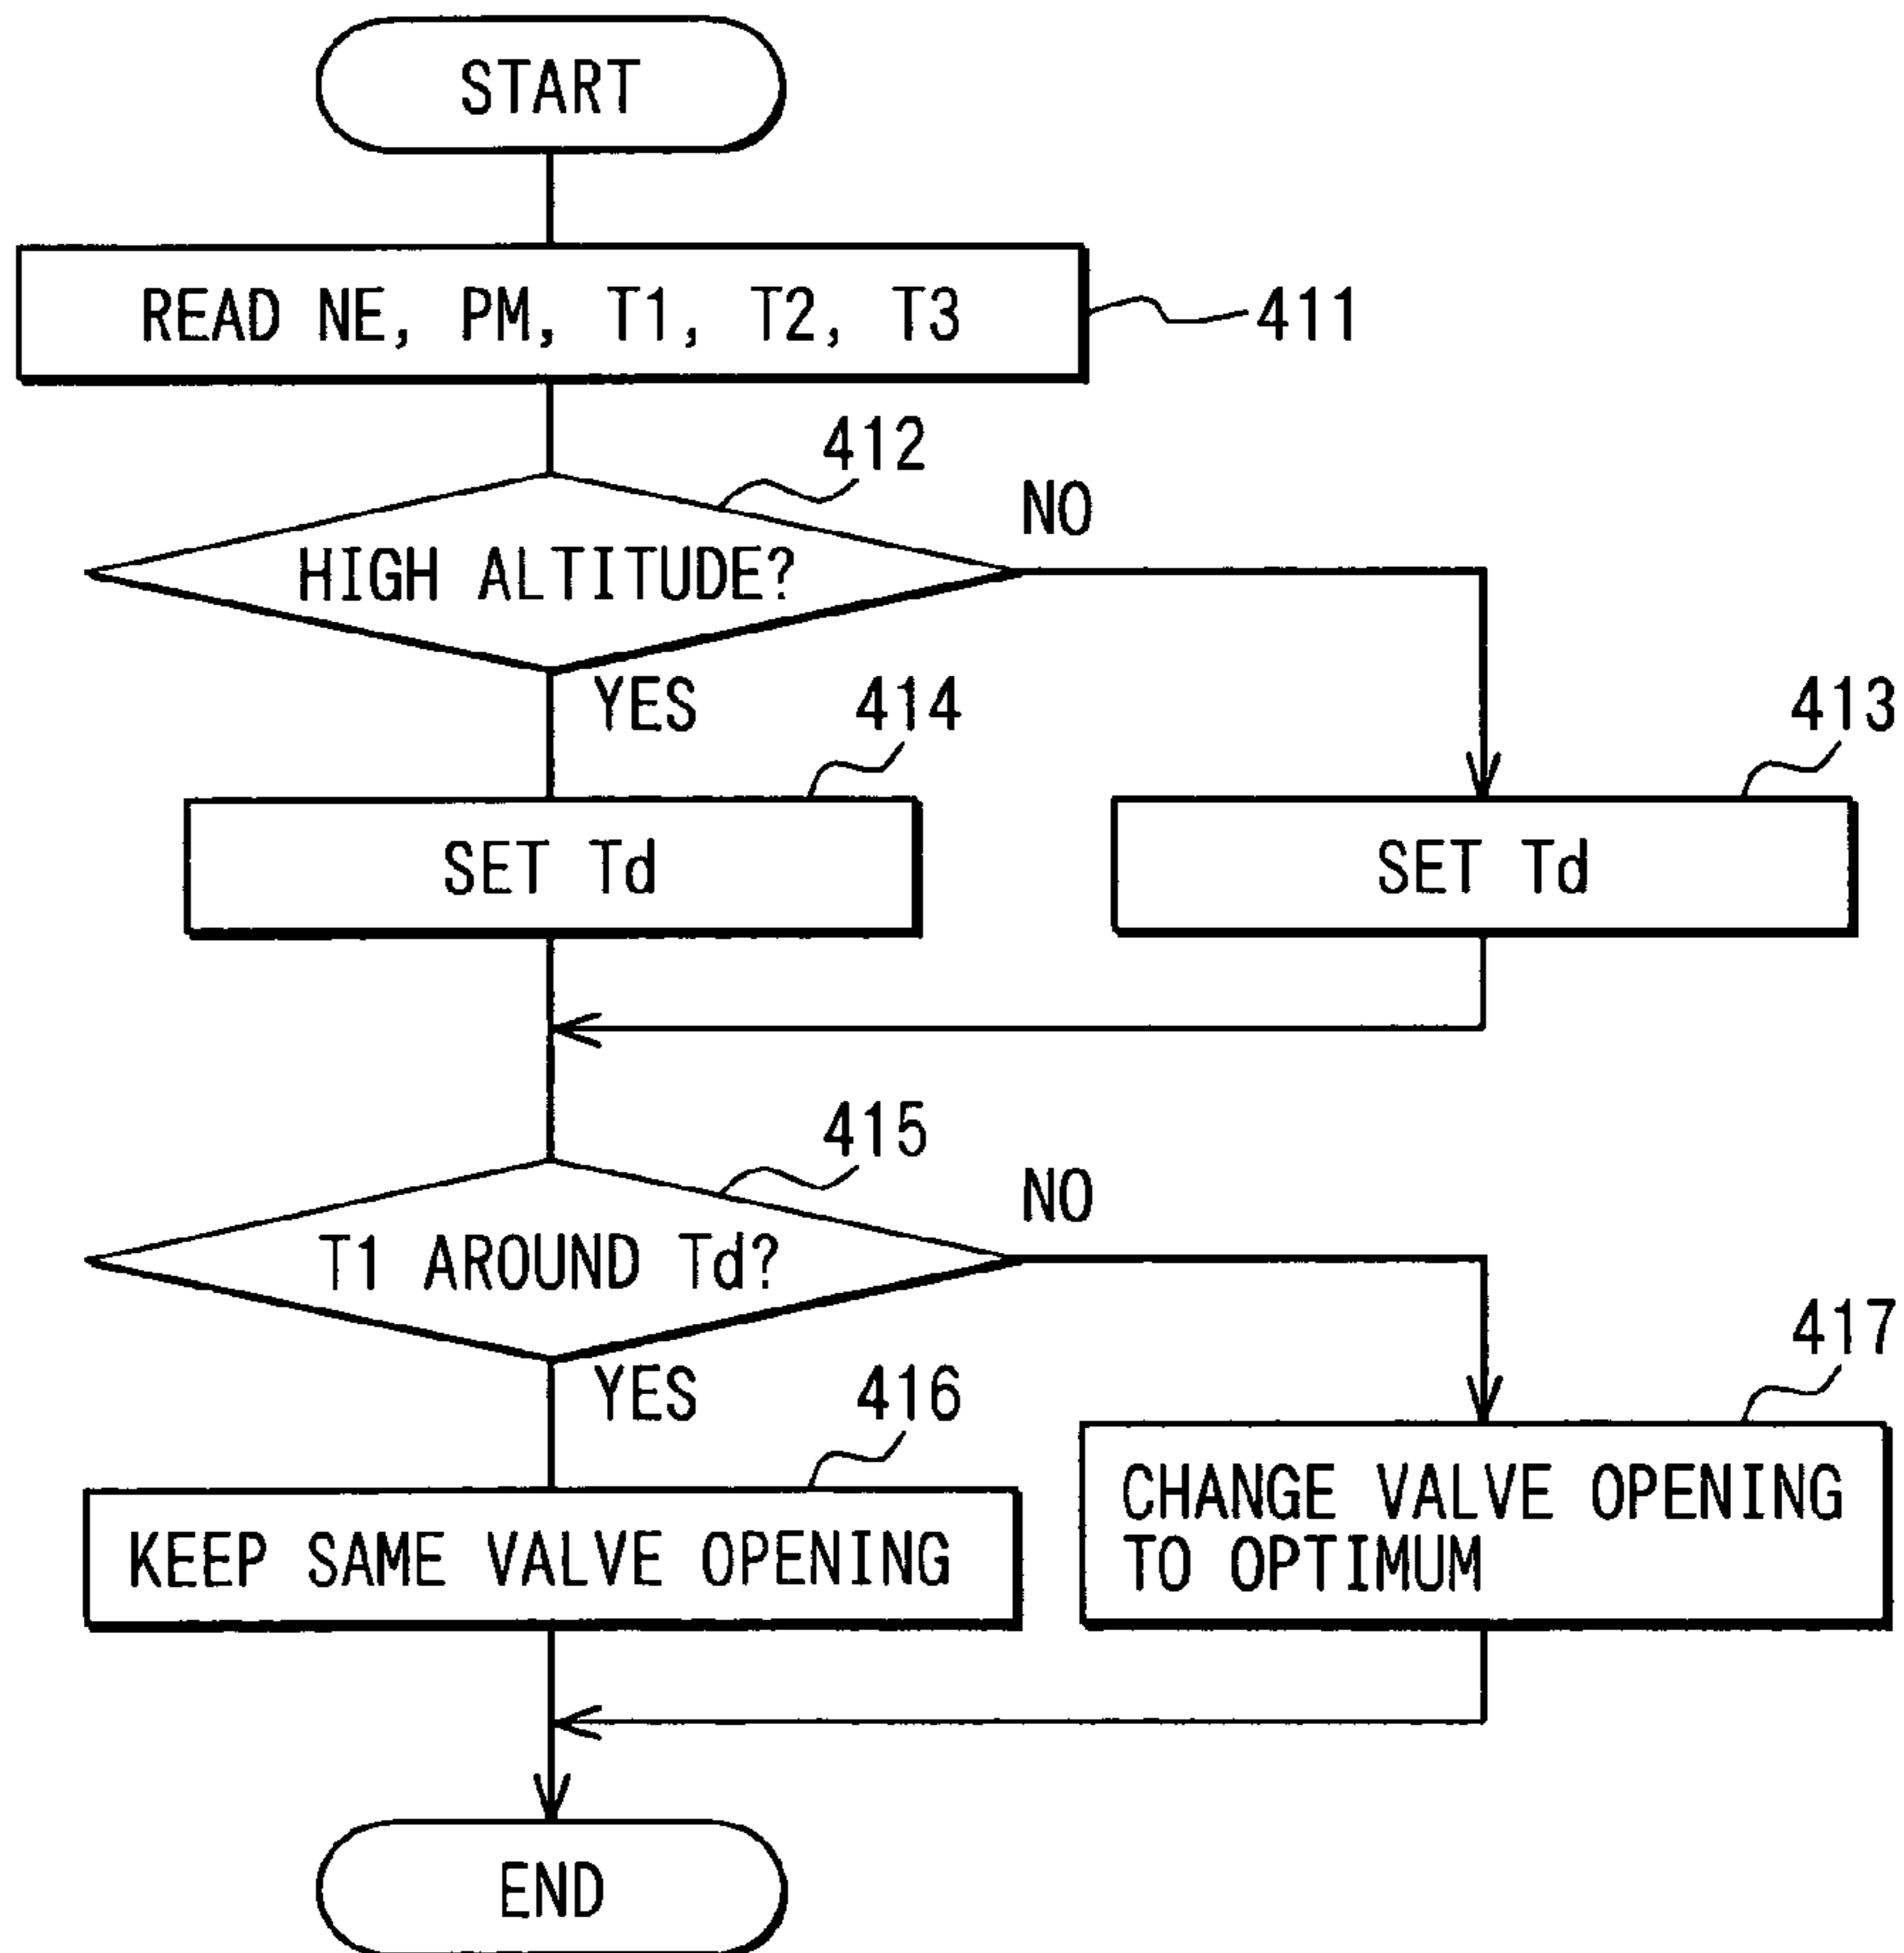 START
READ NE, PM, T1, T2, T3
411
412
NO
HIGH ALTITUDE?
YES
414
413
SET Td
SET Td
415
NO
T1 AROUND Td?
417
YES
416
CHANGE VALVE OPENING
TO OPTIMUM
KEEP SAME VALVE OPENING
END